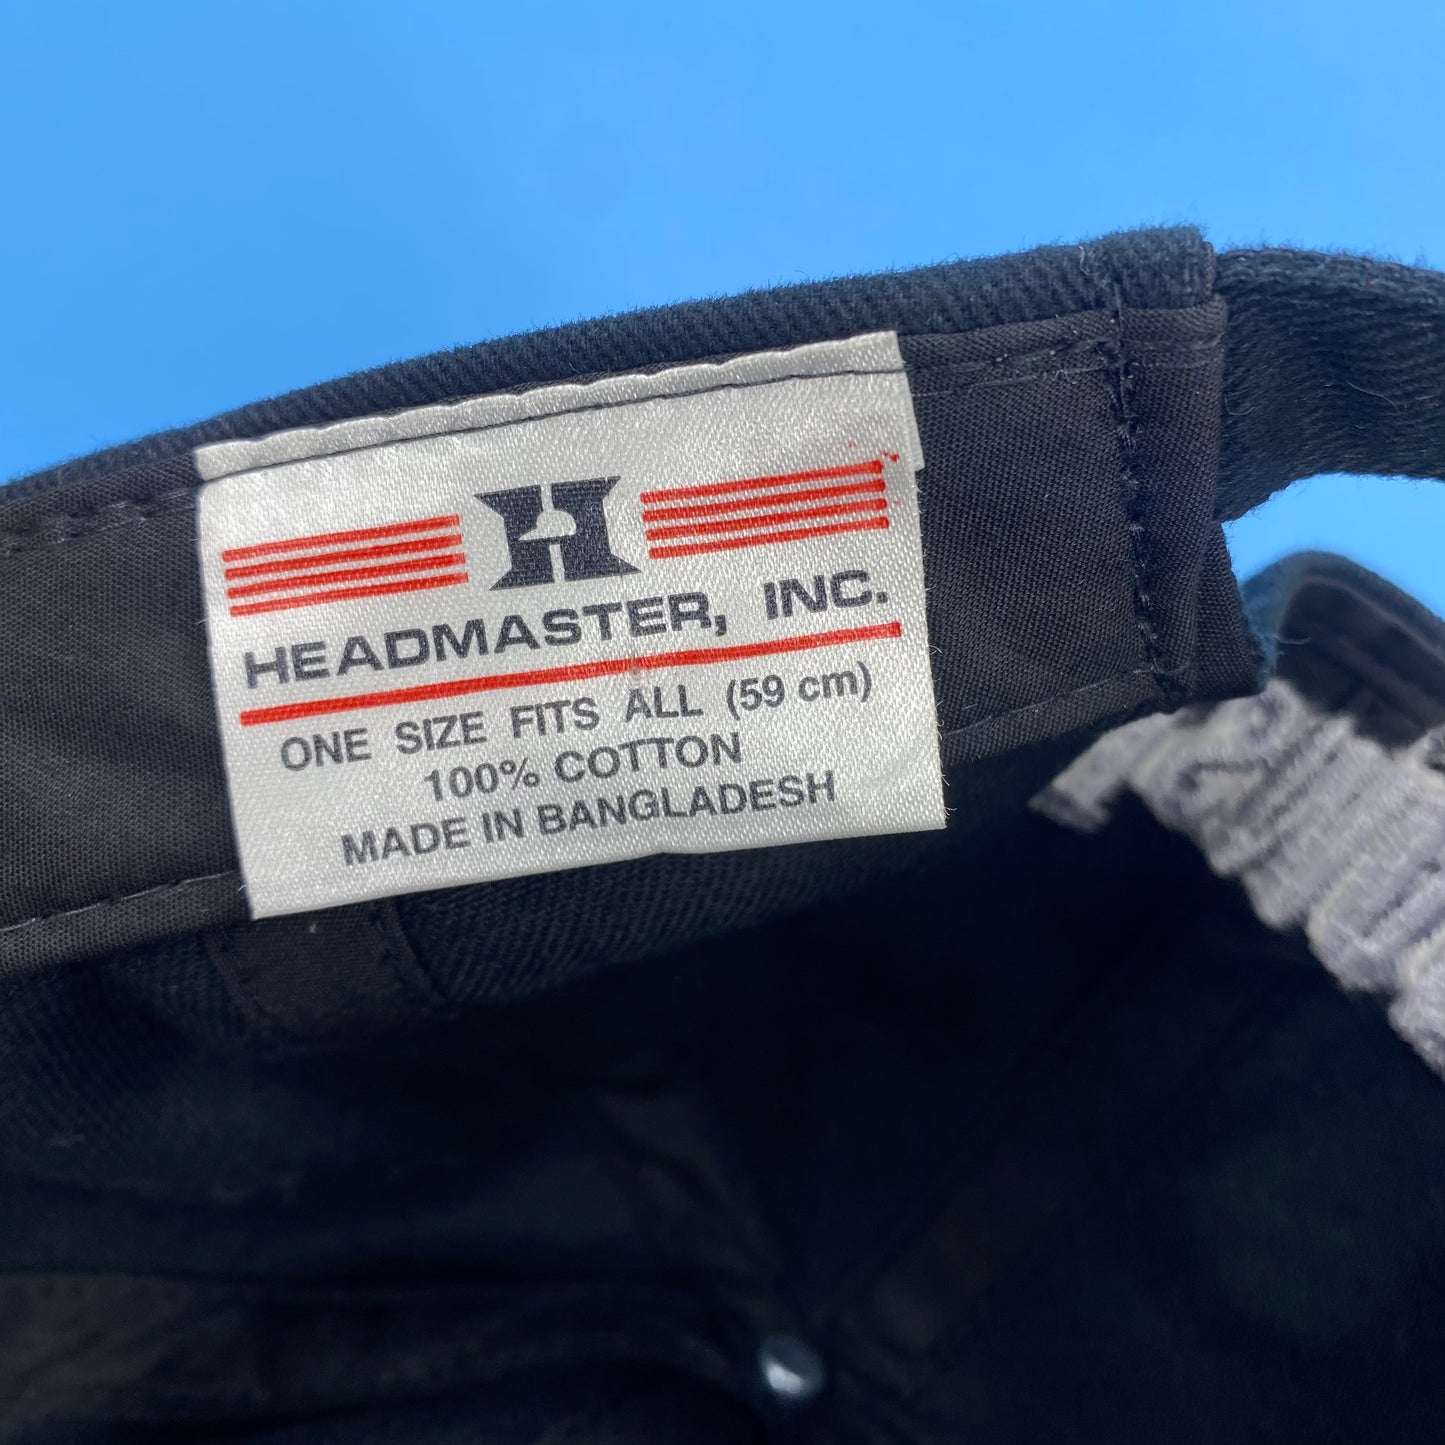 H
HEADMASTER, INC.
ONE SIZE FITS ALL (59 cm)
100% COTTON
MADE IN BANGLADESH